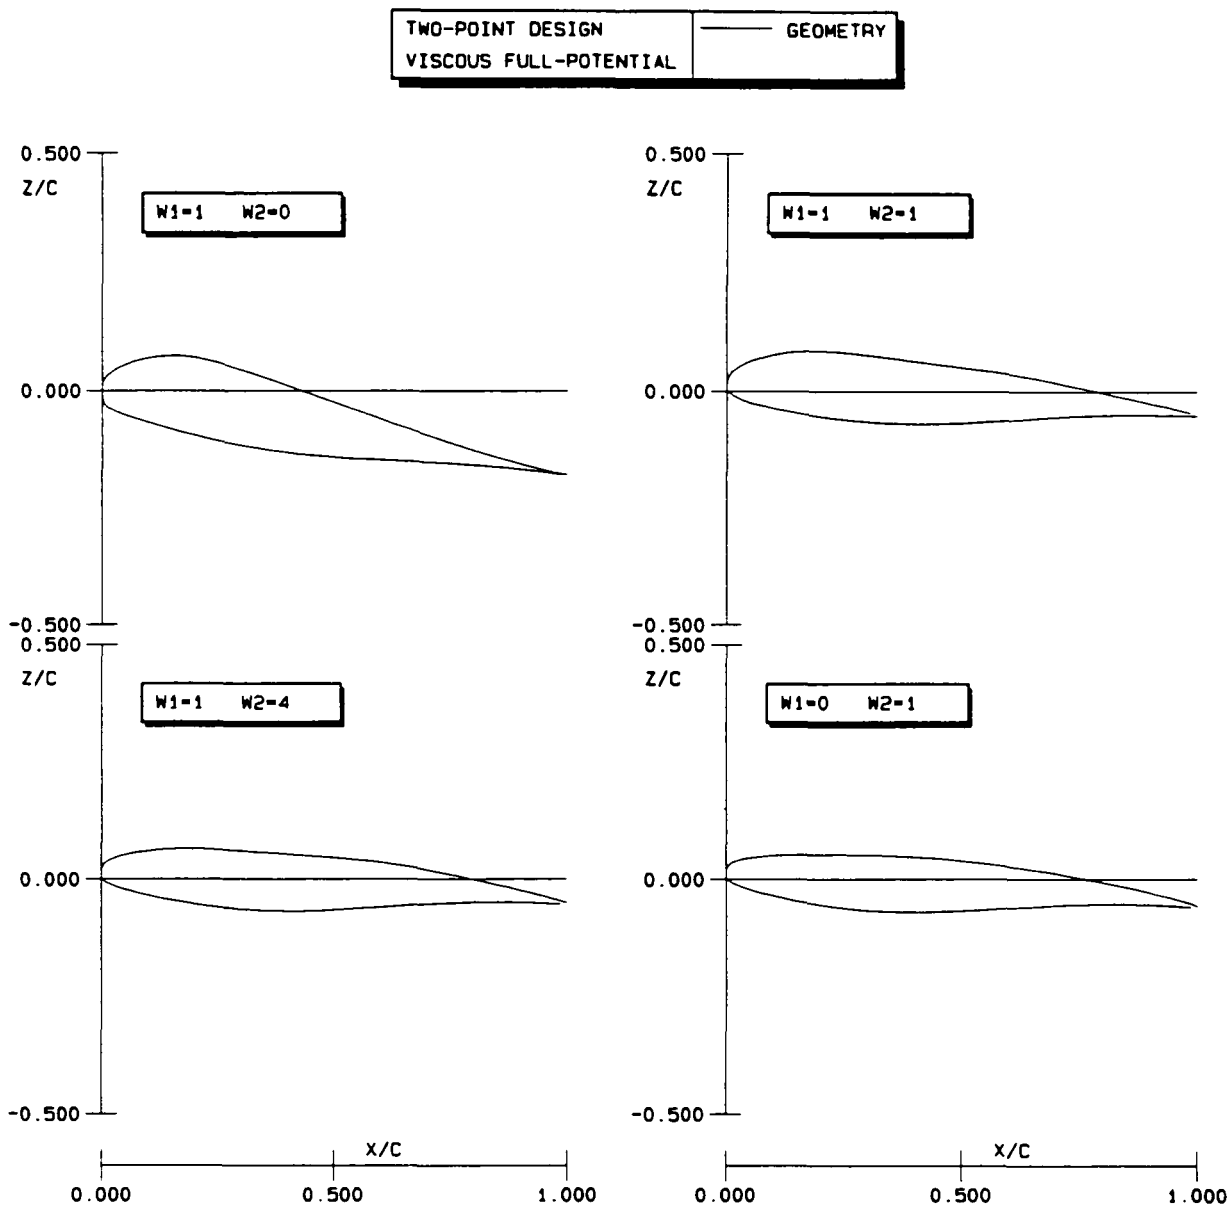 TWO-POINT DESIGN
VISCOUS FULL-POTENTIAL
GEOMETRY
0.500
Z/C
W1=1 W2=0
0.000
-0.500
0.500
Z/C
W1=1 W2=1
0.000
-0.500
0.500
Z/C
W1=1 W2=4
0.000
-0.500
X/C
0.000 0.500 1.000
0.500
Z/C
W1=0 W2=1
0.000
-0.500
X/C
0.000 0.500 1.000